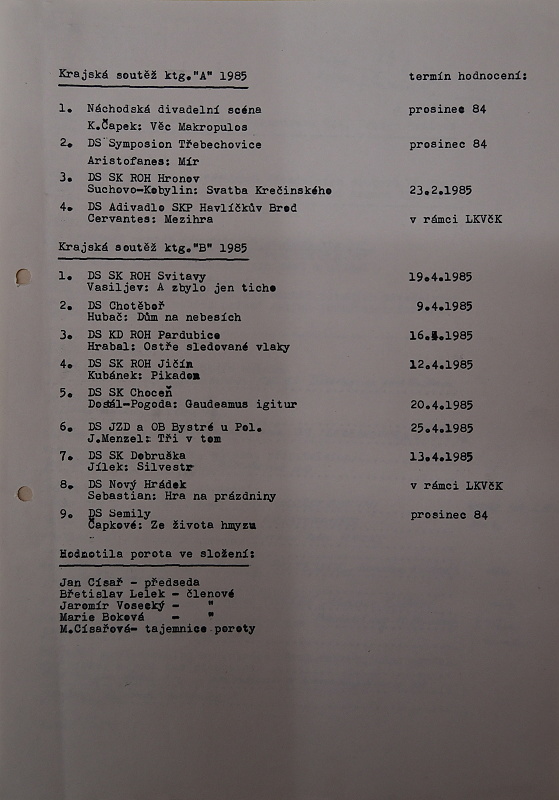 Krajská soutěž ktg."A" 1985 termín hodnocení:
1. Náchodská divadelní scéna prosinec 84
K.Čapek: Věc Makropulos
2. DS Symposion Třebechovice prosinec 84
Aristofanes: Mír
3. DS SK ROH Hronov
Suchovo-Kobylin: Svatba Krečinského 23.2.1985
4. DS Adivadlo SKP Havlíčkův Brod
Cervantes: Mezihra v rámci LKVčK
Krajská soutěž ktg."B" 1985
1. DS SK ROH Svitavy 19.4.1985
Vasiljev: A zbylo jen ticho
2. DS Chotěboř 9.4.1985
Hubač: Dům na nebesích
3. DS KD ROH Pardubice 16.4.1985
Hrabal: Ostře sledované vlaky
4. DS SK ROH Jičín 12.4.1985
Kubánek: Pikadon
5. DS SK Choceň
Dostál-Pogoda: Gaudeamus igitur 20.4.1985
6. DS JZD a OB Bystré u Pol. 25.4.1985
J.Menzel: Tři v tom
7. DS SK Dobruška 13.4.1985
Jílek: Silvestr
8. DS Nový Hrádek v rámci LKVčK
Sebastian: Hra na prázdniny
9. DS Semily prosinec 84
Čapkové: Ze života hmyzu
Hodnotila porota ve složení:
Jan Císař - předseda
Břetislav Lelek - členové
Jaromír Vosecký - "
Marie Boková - "
M.Císařová- tajemnice poroty